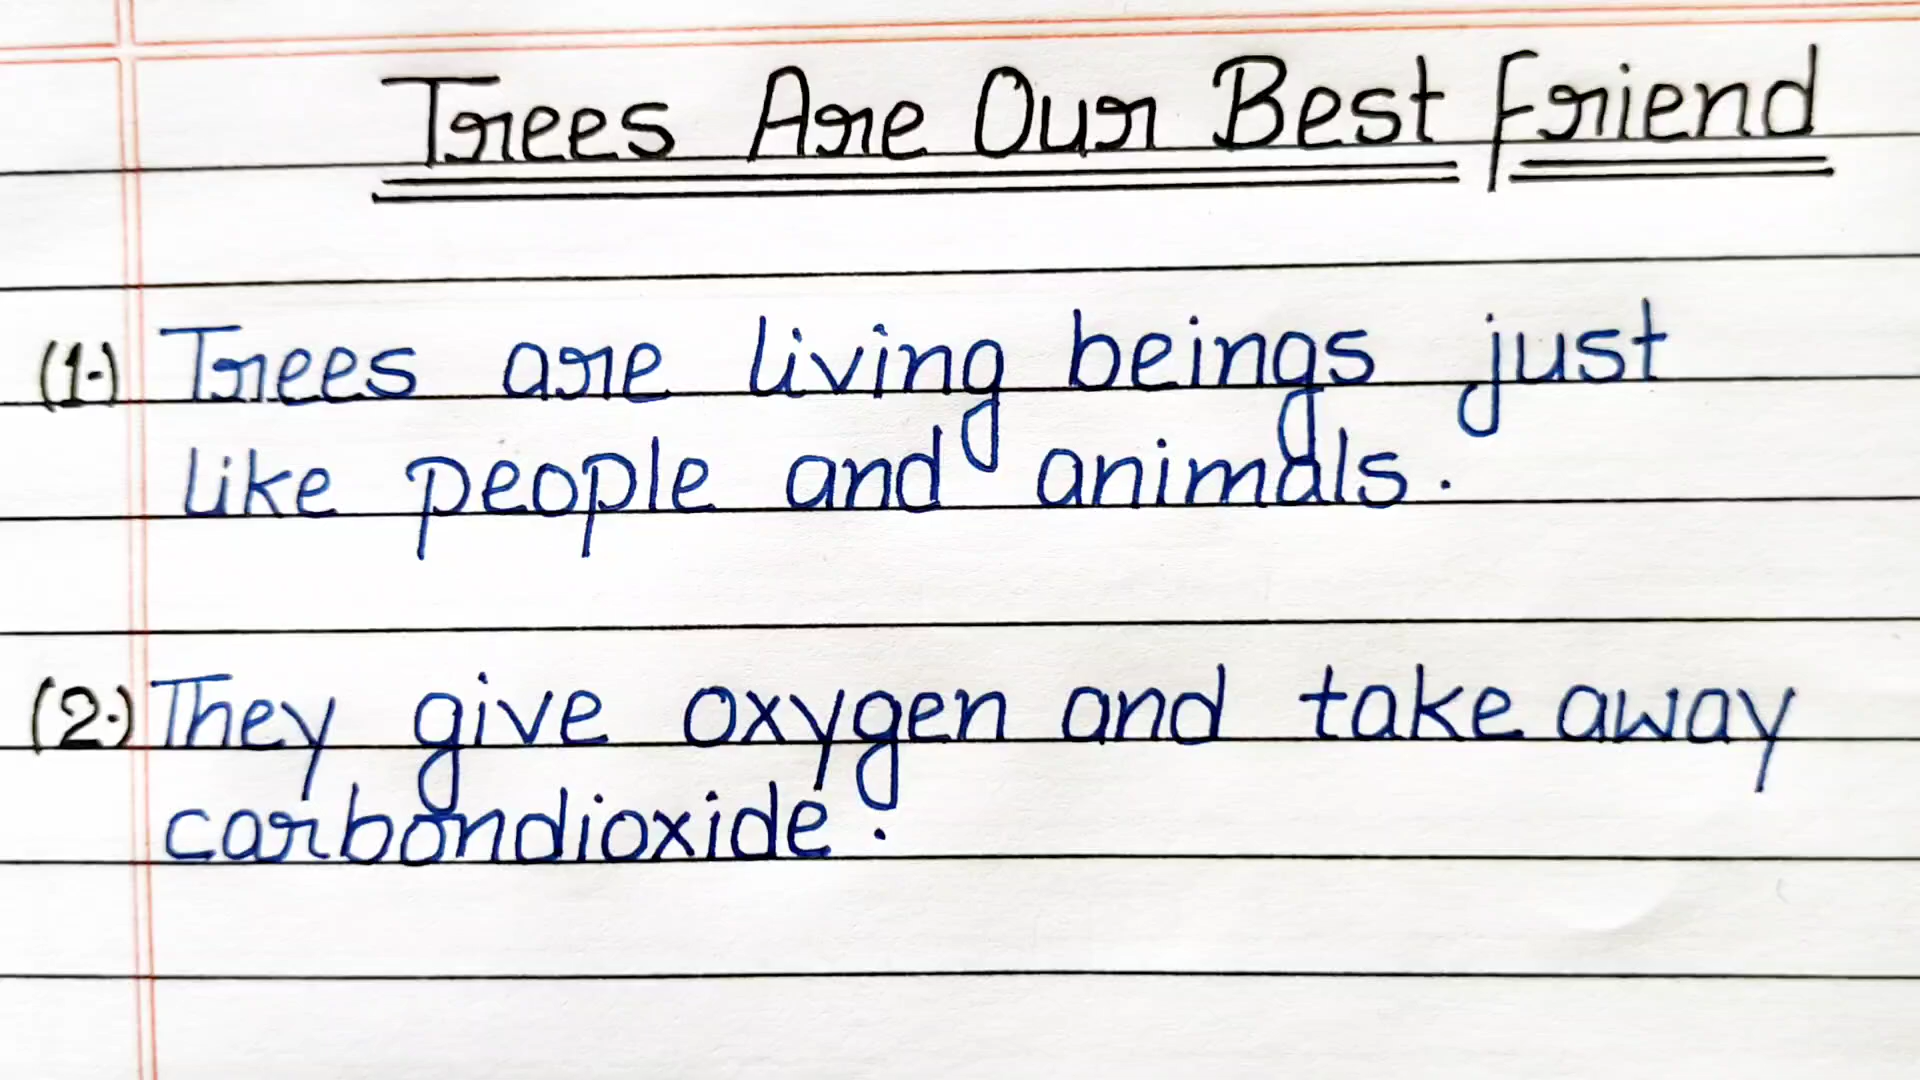 Trees Are Our Best friend
(1.) Trees are living beings just
like people and animals.
(2.) They give oxygen and take away
carbondioxide.